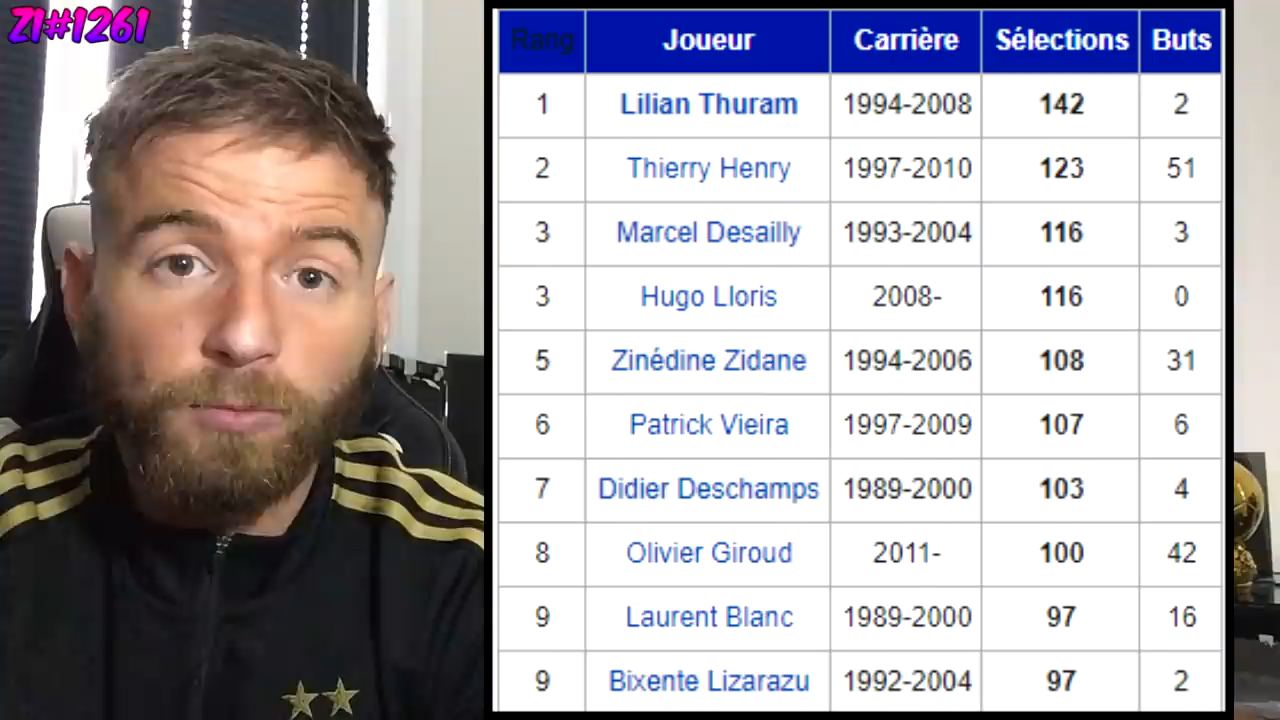 Z1#1261
Rang Joueur Carrière Sélections Buts
1 Lilian Thuram 1994-2008 142 2
2 Thierry Henry 1997-2010 123 51
3 Marcel Desailly 1993-2004 116 3
3 Hugo Lloris 2008- 116 0
5 Zinédine Zidane 1994-2006 108 31
6 Patrick Vieira 1997-2009 107 6
7 Didier Deschamps 1989-2000 103 4
8 Olivier Giroud 2011- 100 42
9 Laurent Blanc 1989-2000 97 16
9 Bixente Lizarazu 1992-2004 97 2